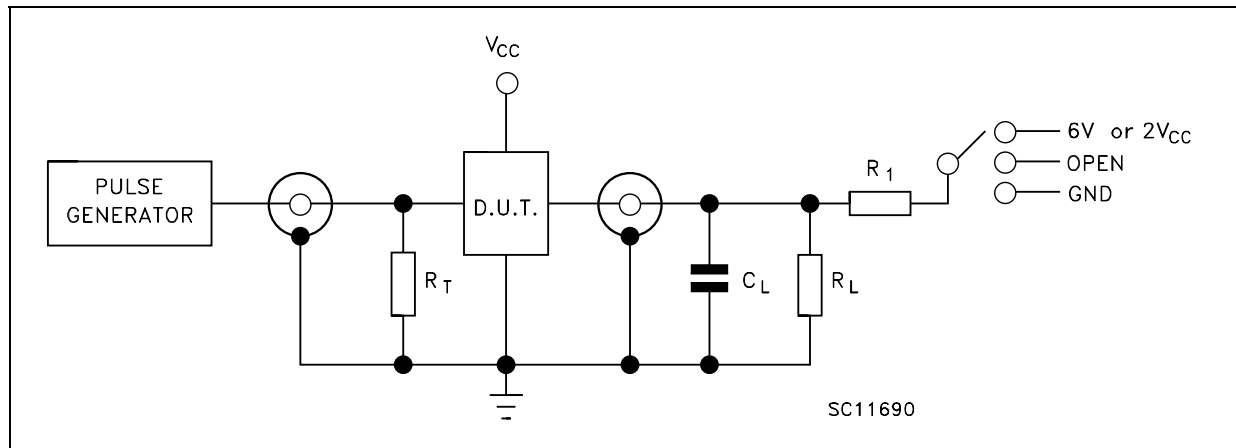 VCC
6V or 2VCC
OPEN
GND
R1
PULSE
GENERATOR
D.U.T.
RT
CL
RL
SC11690